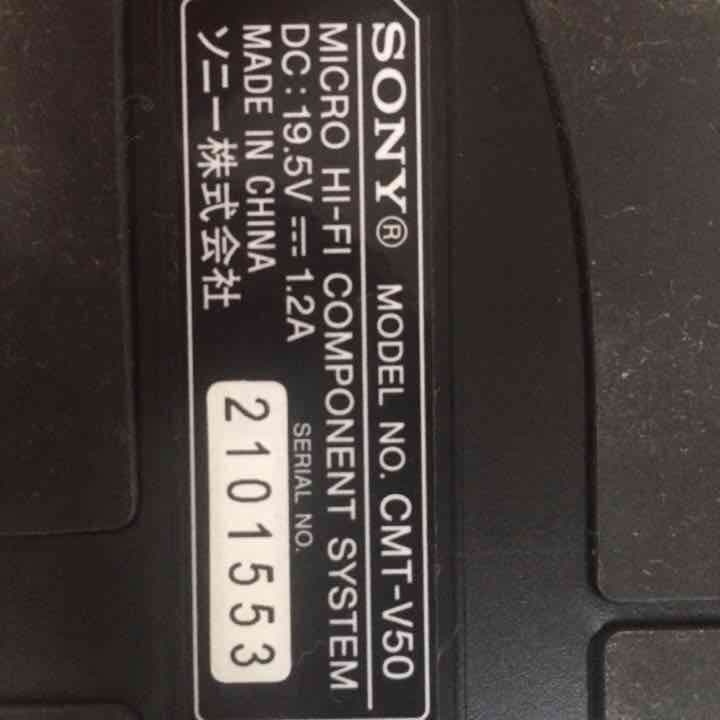 SONY® MODEL NO. CMT-V50
MICRO HI-FI COMPONENT SYSTEM
DC: 19.5V ⎓ 1.2A
MADE IN CHINA
ソニー株式会社
SERIAL NO.
2101553